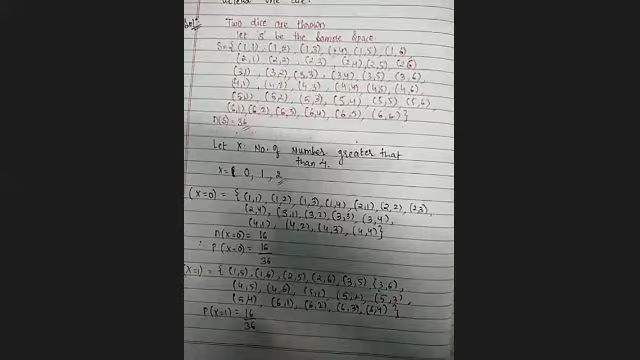 Two dice are thrown
let 's' be the Sample Space.
S = { (1,1) (1,2) (1,3) (1,4), (1,5), (1,6)
(2,1), (2,2), (2,3), (2,4), (2,5), (2,6)
(3,1), (3,2), (3,3), (3,4), (3,5), (3,6)
(4,1), (4,2), (4,3), (4,4), (4,5), (4,6)
(5,1), (5,2), (5,3), (5,4), (5,5), (5,6)
(6,1) (6,2), (6,3), (6,4), (6,5), (6,6) }
n(S) = 36
Let X: No. of Number greater that
than 4.
X = { 0, 1, 2
(X=0) = { (1,1), (1,2), (1,3), (1,4), (2,1), (2,2), (2,3),
(2,4), (3,1), (3,2), (3,3), (3,4),
(4,1), (4,2), (4,3), (4,4) }
n(X=0) = 16
∴ P(X=0) = 16
36
(X=1) = { (1,5), (1,6), (2,5), (2,6), (3,5), (3,6),
(4,5), (4,6), (5,1), (5,2), (5,3),
(5,4), (6,1), (6,2), (6,3), (6,4) }
P(X=1) = 16
36